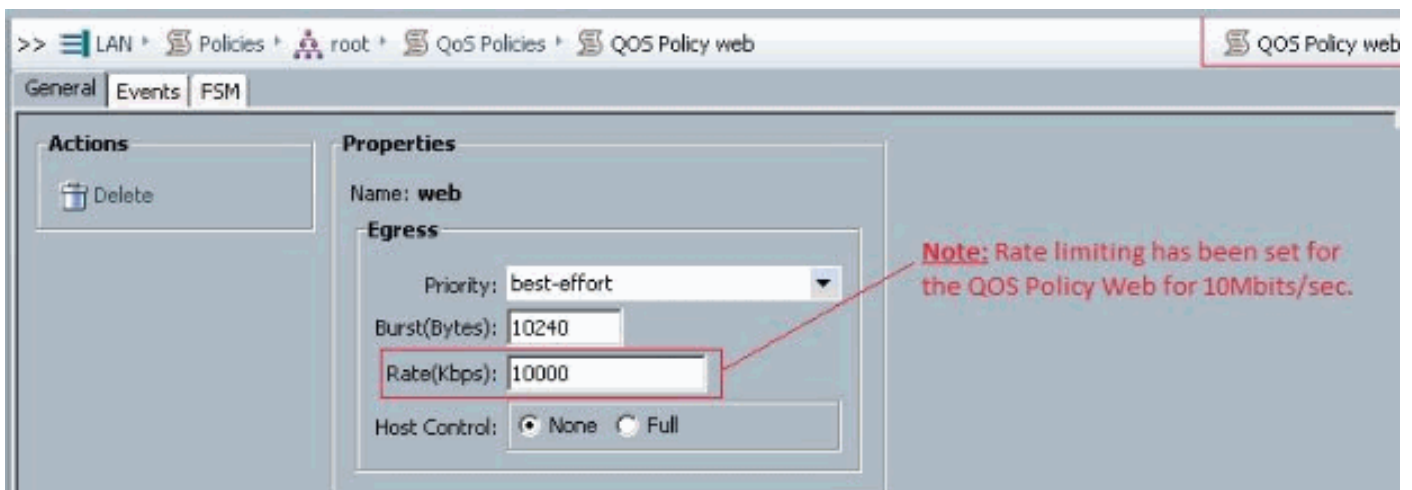 >> LAN Policies root QoS Policies QOS Policy web QOS Policy web
General Events FSM
Actions
Delete
Properties
Name: web
Egress
Priority: best-effort
Burst(Bytes): 10240
Rate(Kbps): 10000
Host Control: None Full
Note: Rate limiting has been set for
the QOS Policy Web for 10Mbits/sec.